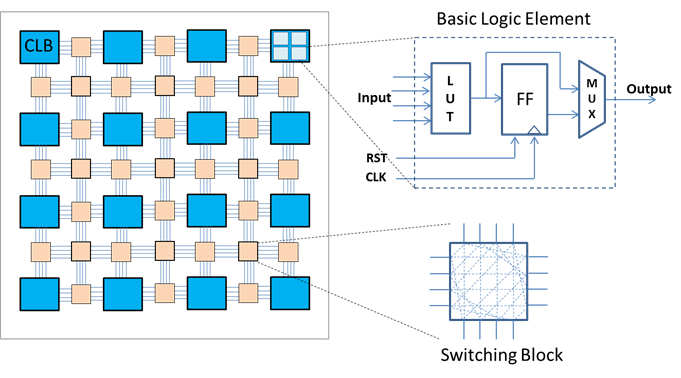 Basic Logic Element
CLB
L
U
T
FF
M
U
X
Input
Output
RST
CLK
Switching Block